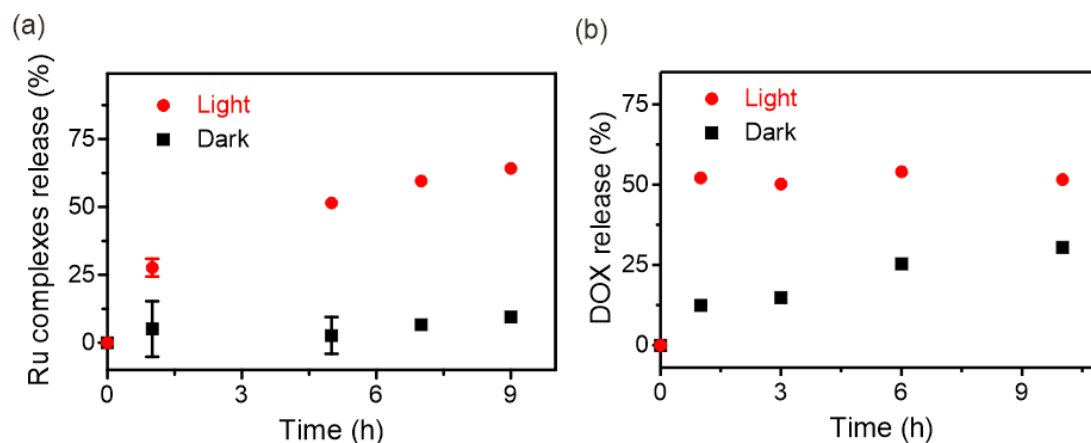 (a)
Ru complexes release (%)
75
50
25
0
Light
Dark
0 3 6 9
Time (h)
(b)
DOX release (%)
75
50
25
0
Light
Dark
0 3 6 9
Time (h)